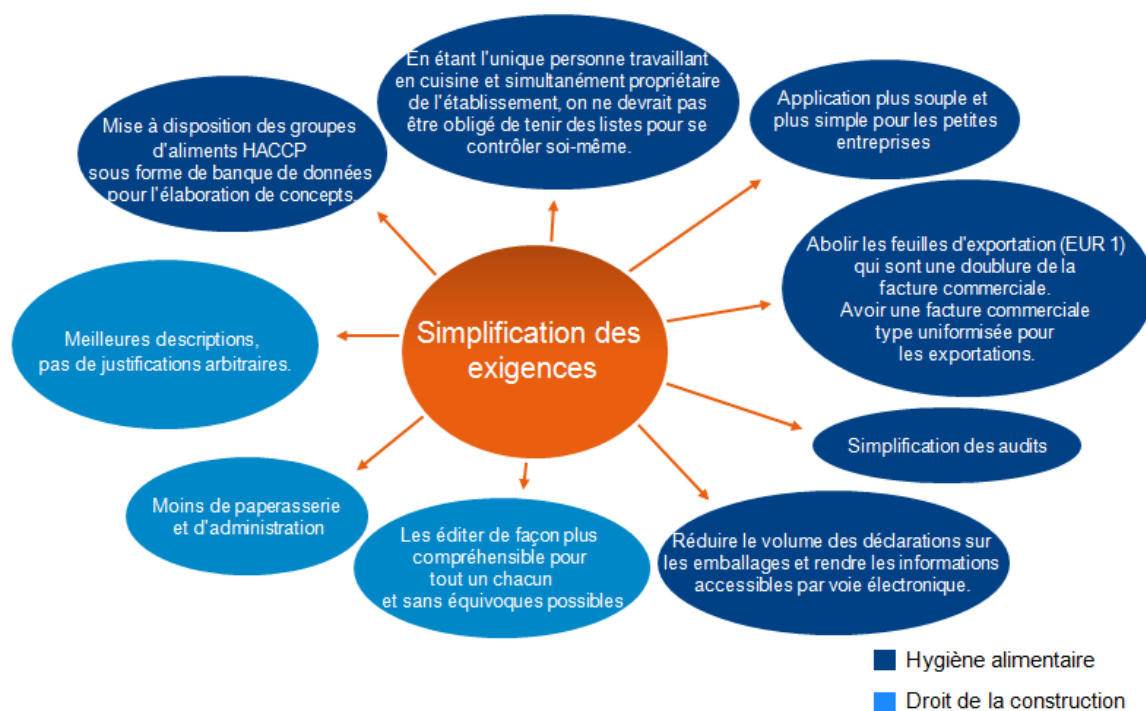 En étant l'unique personne travaillant
en cuisine et simultanément propriétaire
de l'établissement, on ne devrait pas
être obligé de tenir des listes pour se
contrôler soi-même.
Mise à disposition des groupes
d'aliments HACCP
sous forme de banque de données
pour l'élaboration de concepts.
Application plus souple et
plus simple pour les petites
entreprises
Abolir les feuilles d'exportation (EUR 1)
qui sont une doublure de la
facture commerciale.
Avoir une facture commerciale
type uniformisée pour
les exportations.
Simplification des
exigences
Meilleures descriptions,
pas de justifications arbitraires.
Simplification des audits
Moins de paperasserie
et d'administration
Les éditer de façon plus
compréhensible pour
tout un chacun
et sans équivoques possibles
Réduire le volume des déclarations sur
les emballages et rendre les informations
accessibles par voie électronique.
Hygiène alimentaire
Droit de la construction